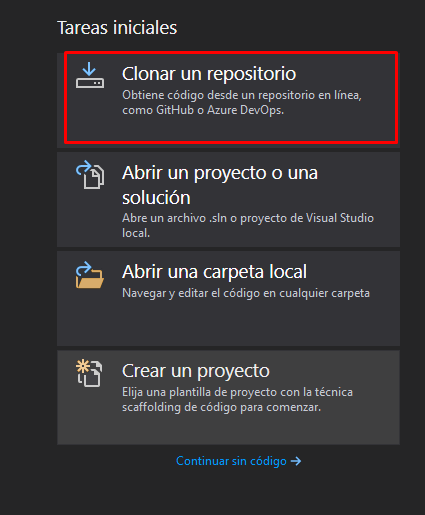 Tareas iniciales
Clonar un repositorio
Obtiene código desde un repositorio en línea,
como GitHub o Azure DevOps.
Abrir un proyecto o una
solución
Abre un archivo .sln o proyecto de Visual Studio
local.
Abrir una carpeta local
Navegar y editar el código en cualquier carpeta
Crear un proyecto
Elija una plantilla de proyecto con la técnica
scaffolding de código para comenzar.
Continuar sin código →